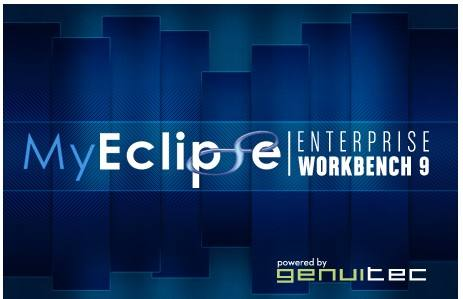 MyEclipse
ENTERPRISE
WORKBENCH 9
powered by
genuitec